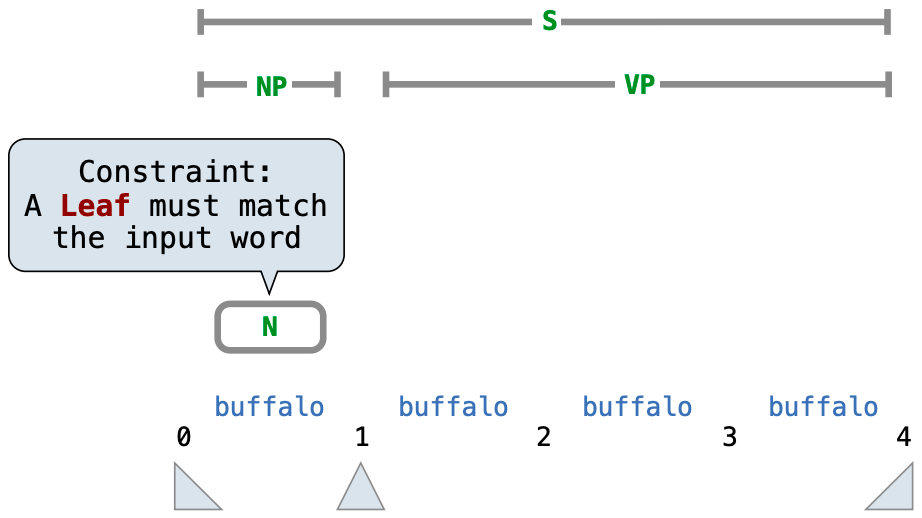 S
NP VP
Constraint:
A Leaf must match
the input word
N
buffalo buffalo buffalo buffalo
0 1 2 3 4